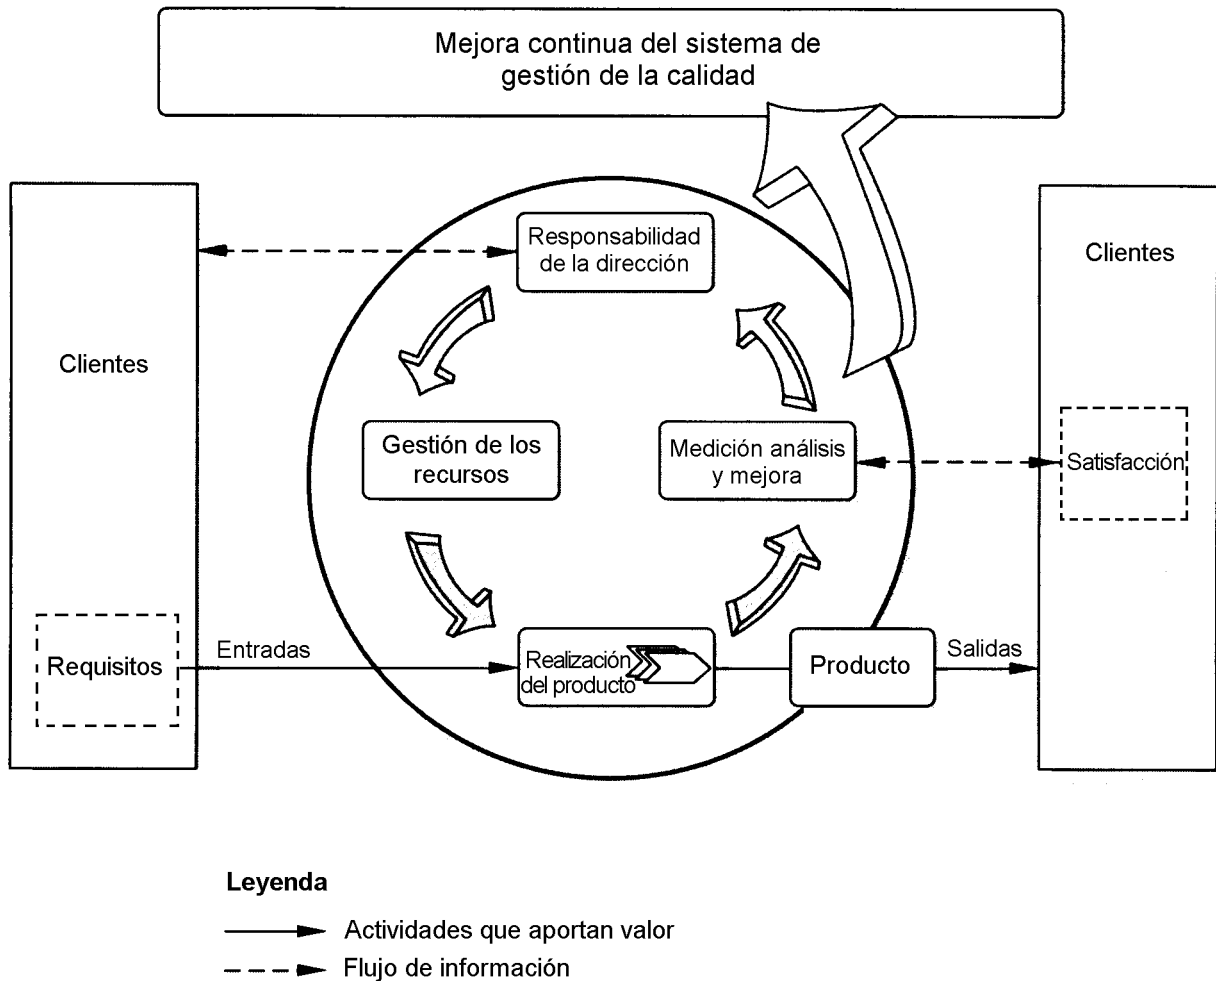 Mejora continua del sistema de
gestión de la calidad
Responsabilidad
de la dirección
Clientes
Clientes
Gestión de los
recursos
Medición análisis
y mejora
Satisfacción
Requisitos
Entradas
Realización
del producto
Producto
Salidas
Leyenda
Actividades que aportan valor
Flujo de información